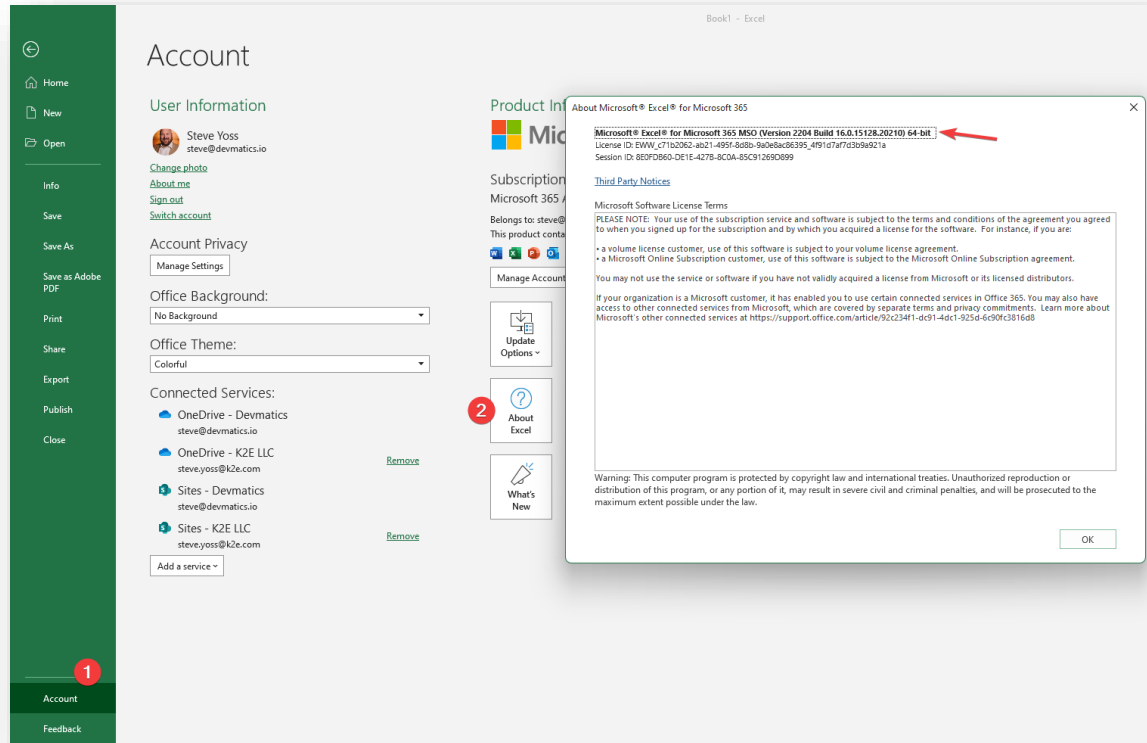 Book1 - Excel
Account
Home
New
Open
Info
Save
Save As
Save as Adobe
PDF
Print
Share
Export
Publish
Close
1
Account
Feedback
User Information
Steve Yoss
steve@devmatics.io
Change photo
About me
Sign out
Switch account
Account Privacy
Manage Settings
Office Background:
No Background
Office Theme:
Colorful
Connected Services:
OneDrive - Devmatics
steve@devmatics.io
OneDrive - K2E LLC
steve.yoss@k2e.com
Remove
Sites - Devmatics
steve@devmatics.io
Sites - K2E LLC
steve.yoss@k2e.com
Remove
Add a service
Product Inf
Mic
Subscription
Microsoft 365 A
Belongs to: steve@
This product conta
Manage Account
Update
Options
2
About
Excel
What's
New
About Microsoft® Excel® for Microsoft 365
Microsoft® Excel® for Microsoft 365 MSO (Version 2204 Build 16.0.15128.20210) 64-bit
License ID: EWW_c71b2062-ab21-495f-8d8b-9a0e8ac86395_4f91d7af7d3b9a921a
Session ID: 8E0FDB60-DE1E-427B-8C0A-85C91269D899
Third Party Notices
Microsoft Software License Terms
PLEASE NOTE: Your use of the subscription service and software is subject to the terms and conditions of the agreement you agreed
to when you signed up for the subscription and by which you acquired a license for the software. For instance, if you are:
• a volume license customer, use of this software is subject to your volume license agreement.
• a Microsoft Online Subscription customer, use of this software is subject to the Microsoft Online Subscription agreement.
You may not use the service or software if you have not validly acquired a license from Microsoft or its licensed distributors.
If your organization is a Microsoft customer, it has enabled you to use certain connected services in Office 365. You may also have
access to other connected services from Microsoft, which are covered by separate terms and privacy commitments. Learn more about
Microsoft's other connected services at https://support.office.com/article/92c234f1-dc91-4dc1-925d-6c90fc3816d8
Warning: This computer program is protected by copyright law and international treaties. Unauthorized reproduction or
distribution of this program, or any portion of it, may result in severe civil and criminal penalties, and will be prosecuted to the
maximum extent possible under the law.
OK